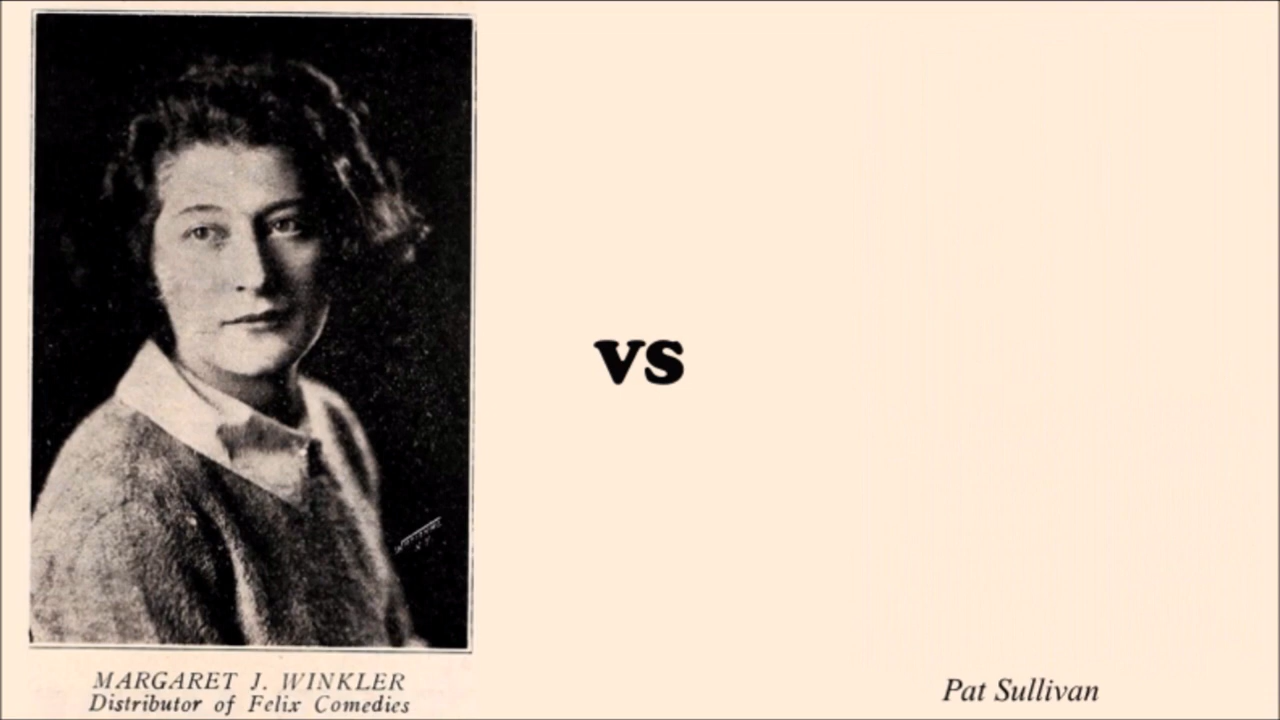 vs
MARGARET J. WINKLER
Distributor of Felix Comedies
Pat Sullivan